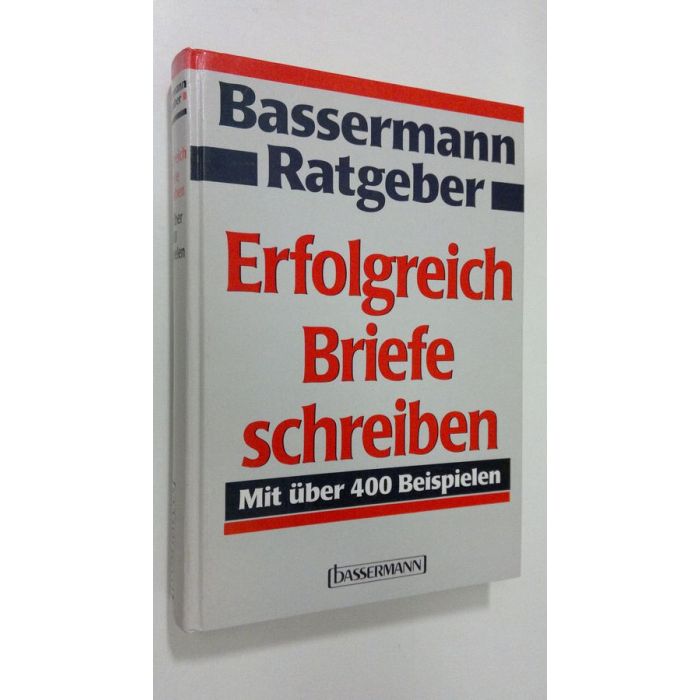 Bassermann
Ratgeber
Erfolgreich
Briefe
schreiben
Mit über 400 Beispielen
bassermann